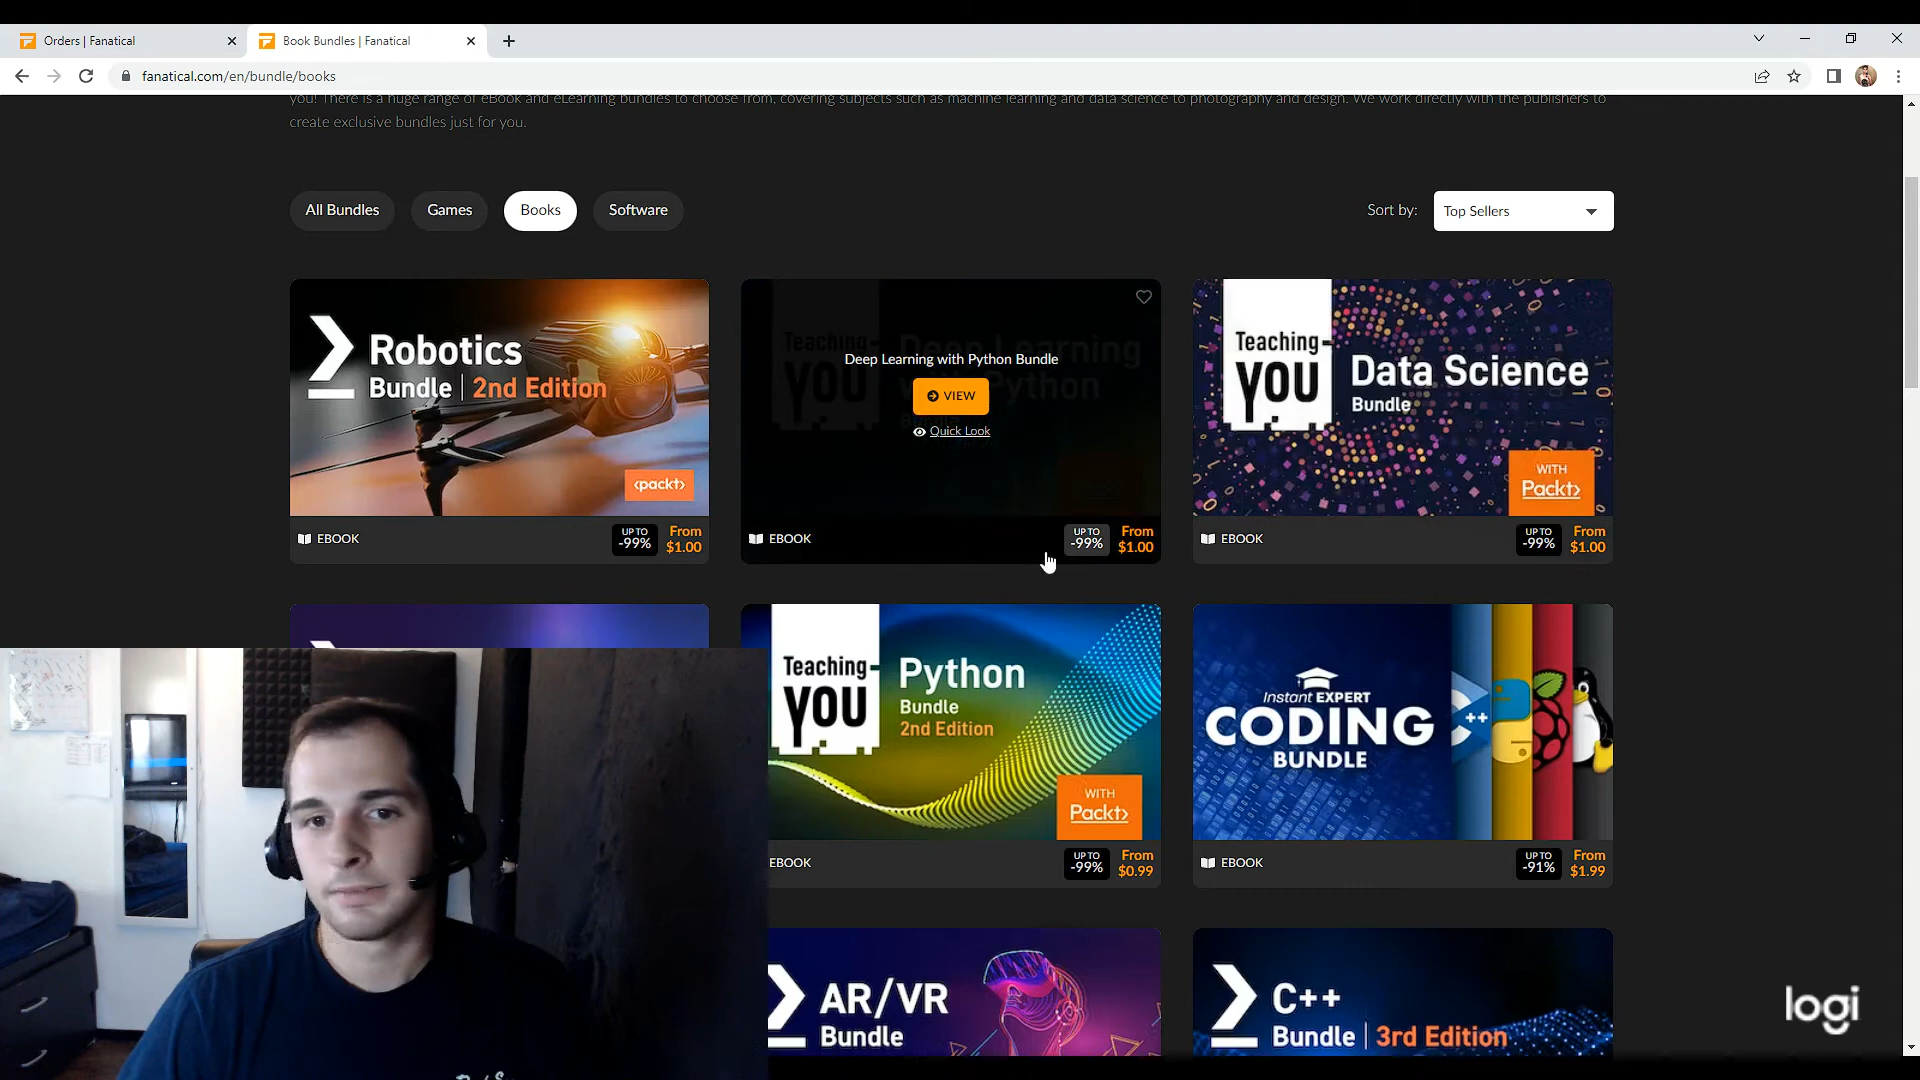 Orders | Fanatical
Book Bundles | Fanatical
fanatical.com/en/bundle/books
you! There is a huge range of eBook and eLearning bundles to choose from, covering subjects such as machine learning and data science to photography and design. We work directly with the publishers to
create exclusive bundles just for you.
All Bundles
Games
Books
Software
Sort by:
Top Sellers
Robotics
Bundle | 2nd Edition
<packt>
EBOOK
UP TO
-99%
From
$1.00
Teaching
YOU
Deep Learning
with Python
Deep Learning with Python Bundle
VIEW
Quick Look
EBOOK
UP TO
-99%
From
$1.00
Teaching
YOU
Data Science
Bundle
WITH
Packt>
EBOOK
UP TO
-99%
From
$1.00
Teaching
YOU
Python
Bundle
2nd Edition
WITH
Packt>
EBOOK
UP TO
-99%
From
$0.99
Instant EXPERT
CODING
BUNDLE
C++
EBOOK
UP TO
-91%
From
$1.99
AR/VR
Bundle
C++
Bundle | 3rd Edition
logi